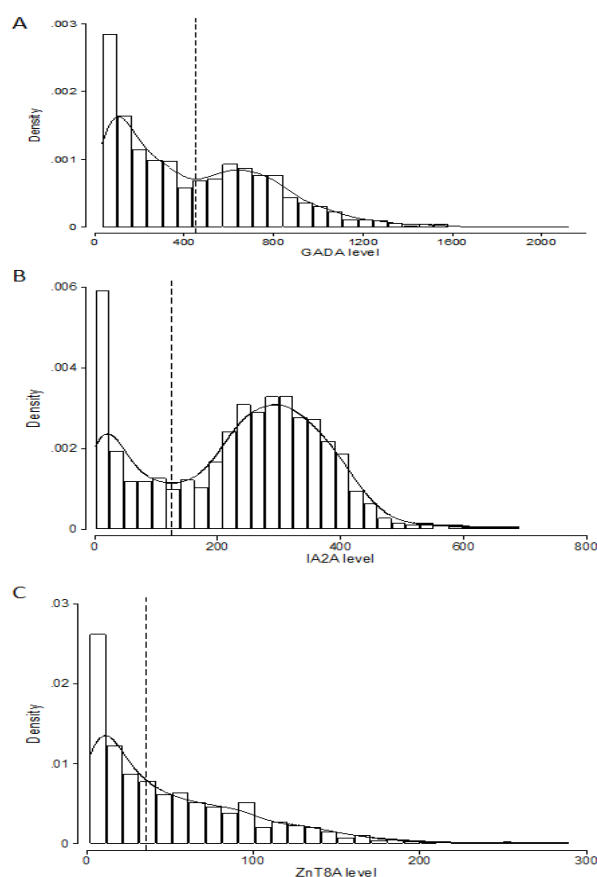 A
.003
.002
.001
0
Density
0 400 800 1200 1600 2000
GADA level
B
.006
.004
.002
0
Density
0 200 400 600 800
IA2A level
C
.03
.02
.01
0
Density
0 100 200 300
ZnT8A level